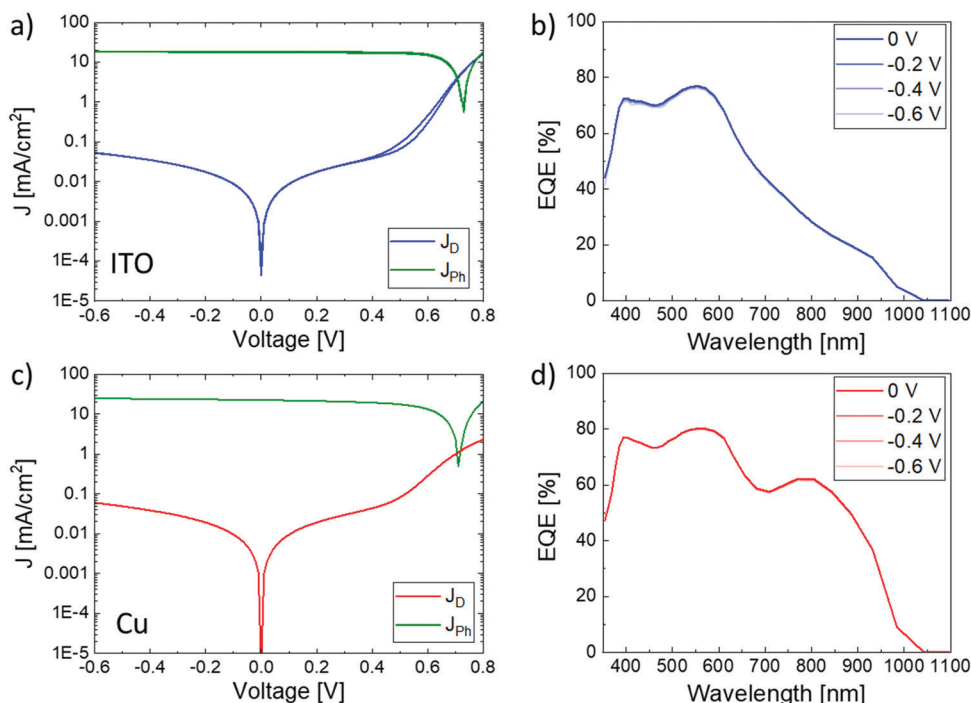 a)
100
10
1
0.1
0.01
0.001
1E-4
1E-5
J [mA/cm²]
ITO
J_D
J_Ph
-0.6 -0.4 -0.2 0.0 0.2 0.4 0.6 0.8
Voltage [V]
b)
100
80
60
40
20
0
EQE [%]
0 V
-0.2 V
-0.4 V
-0.6 V
400 500 600 700 800 900 1000 1100
Wavelength [nm]
c)
100
10
1
0.1
0.01
0.001
1E-4
1E-5
J [mA/cm²]
Cu
J_D
J_Ph
-0.6 -0.4 -0.2 0.0 0.2 0.4 0.6 0.8
Voltage [V]
d)
100
80
60
40
20
0
EQE [%]
0 V
-0.2 V
-0.4 V
-0.6 V
400 500 600 700 800 900 1000 1100
Wavelength [nm]